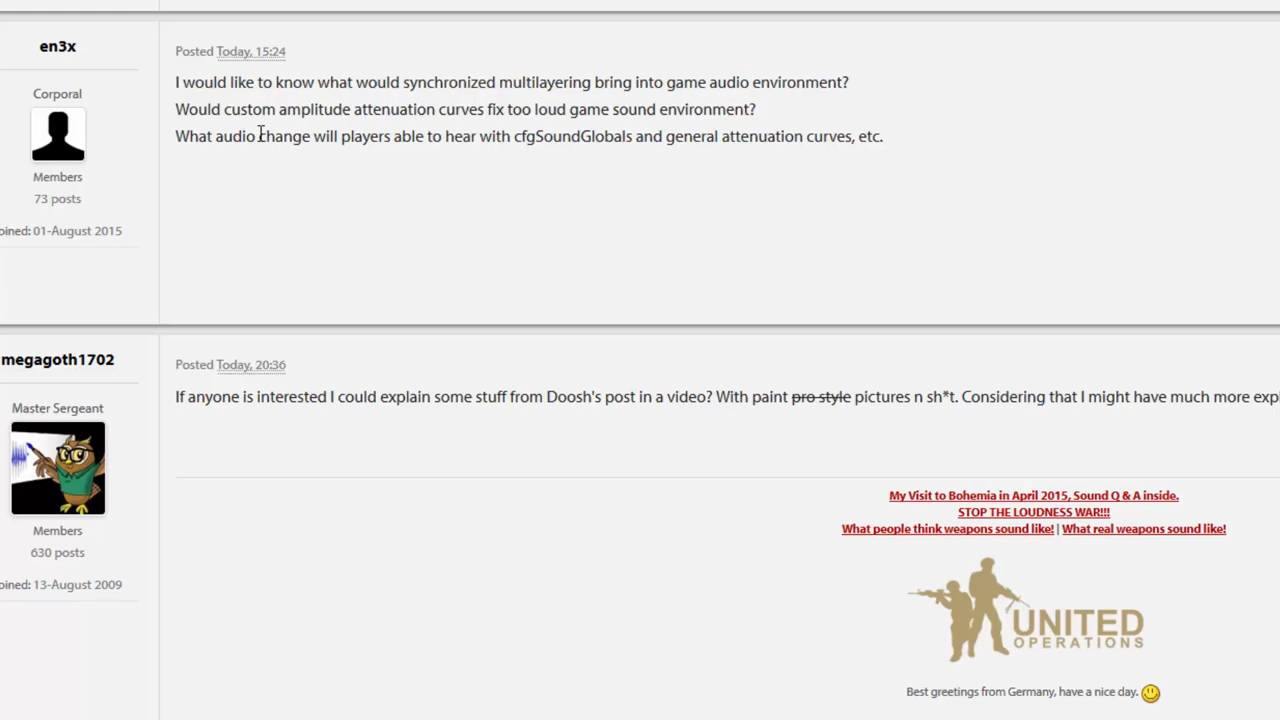 en3x
Corporal
Members
73 posts
oined: 01-August 2015
Posted Today, 15:24
I would like to know what would synchronized multilayering bring into game audio environment?
Would custom amplitude attenuation curves fix too loud game sound environment?
What audio change will players able to hear with cfgSoundGlobals and general attenuation curves, etc.
megagoth1702
Master Sergeant
Members
630 posts
oined: 13-August 2009
Posted Today, 20:36
If anyone is interested I could explain some stuff from Doosh's post in a video? With paint pro style pictures n sh*t. Considering that I might have much more exp
My Visit to Bohemia in April 2015, Sound Q & A inside.
STOP THE LOUDNESS WAR!!!
What people think weapons sound like! | What real weapons sound like!
UNITED
OPERATIONS
Best greetings from Germany, have a nice day.